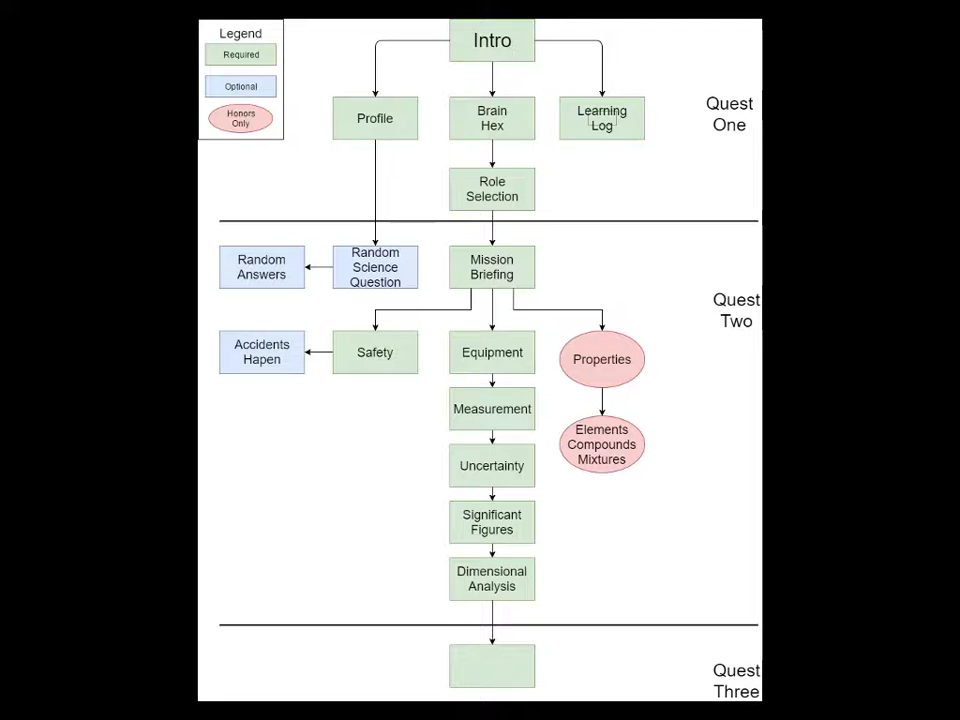 Legend
Required
Optional
Honors
Only
Intro
Profile
Brain
Hex
Learning
Log
Quest
One
Role
Selection
Random
Answers
Random
Science
Question
Mission
Briefing
Quest
Two
Accidents
Hapen
Safety
Equipment
Properties
Measurement
Elements
Compounds
Mixtures
Uncertainty
Significant
Figures
Dimensional
Analysis
Quest
Three